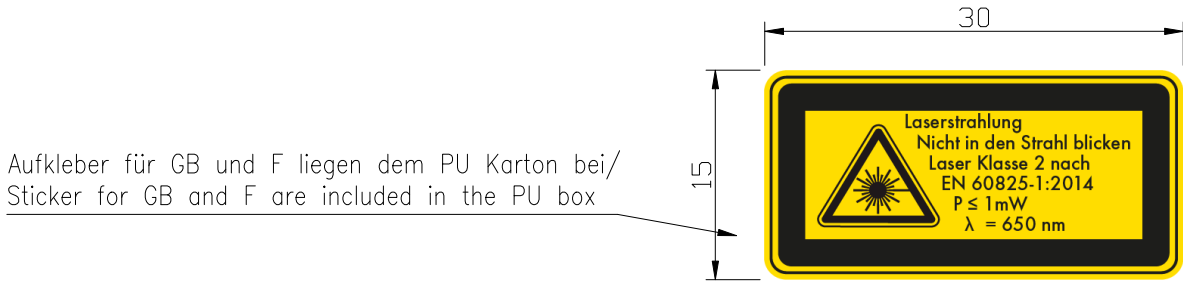 30
15
Aufkleber für GB und F liegen dem PU Karton bei/
Sticker for GB and F are included in the PU box
Laserstrahlung
Nicht in den Strahl blicken
Laser Klasse 2 nach
EN 60825-1:2014
P ≤ 1mW
λ = 650 nm